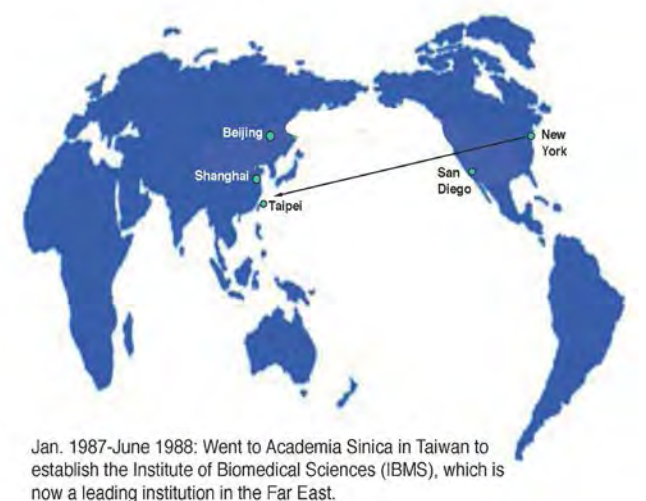 Beijing
New
York
Shanghai
San
Diego
Taipei
Jan. 1987-June 1988: Went to Academia Sinica in Taiwan to
establish the Institute of Biomedical Sciences (IBMS), which is
now a leading institution in the Far East.